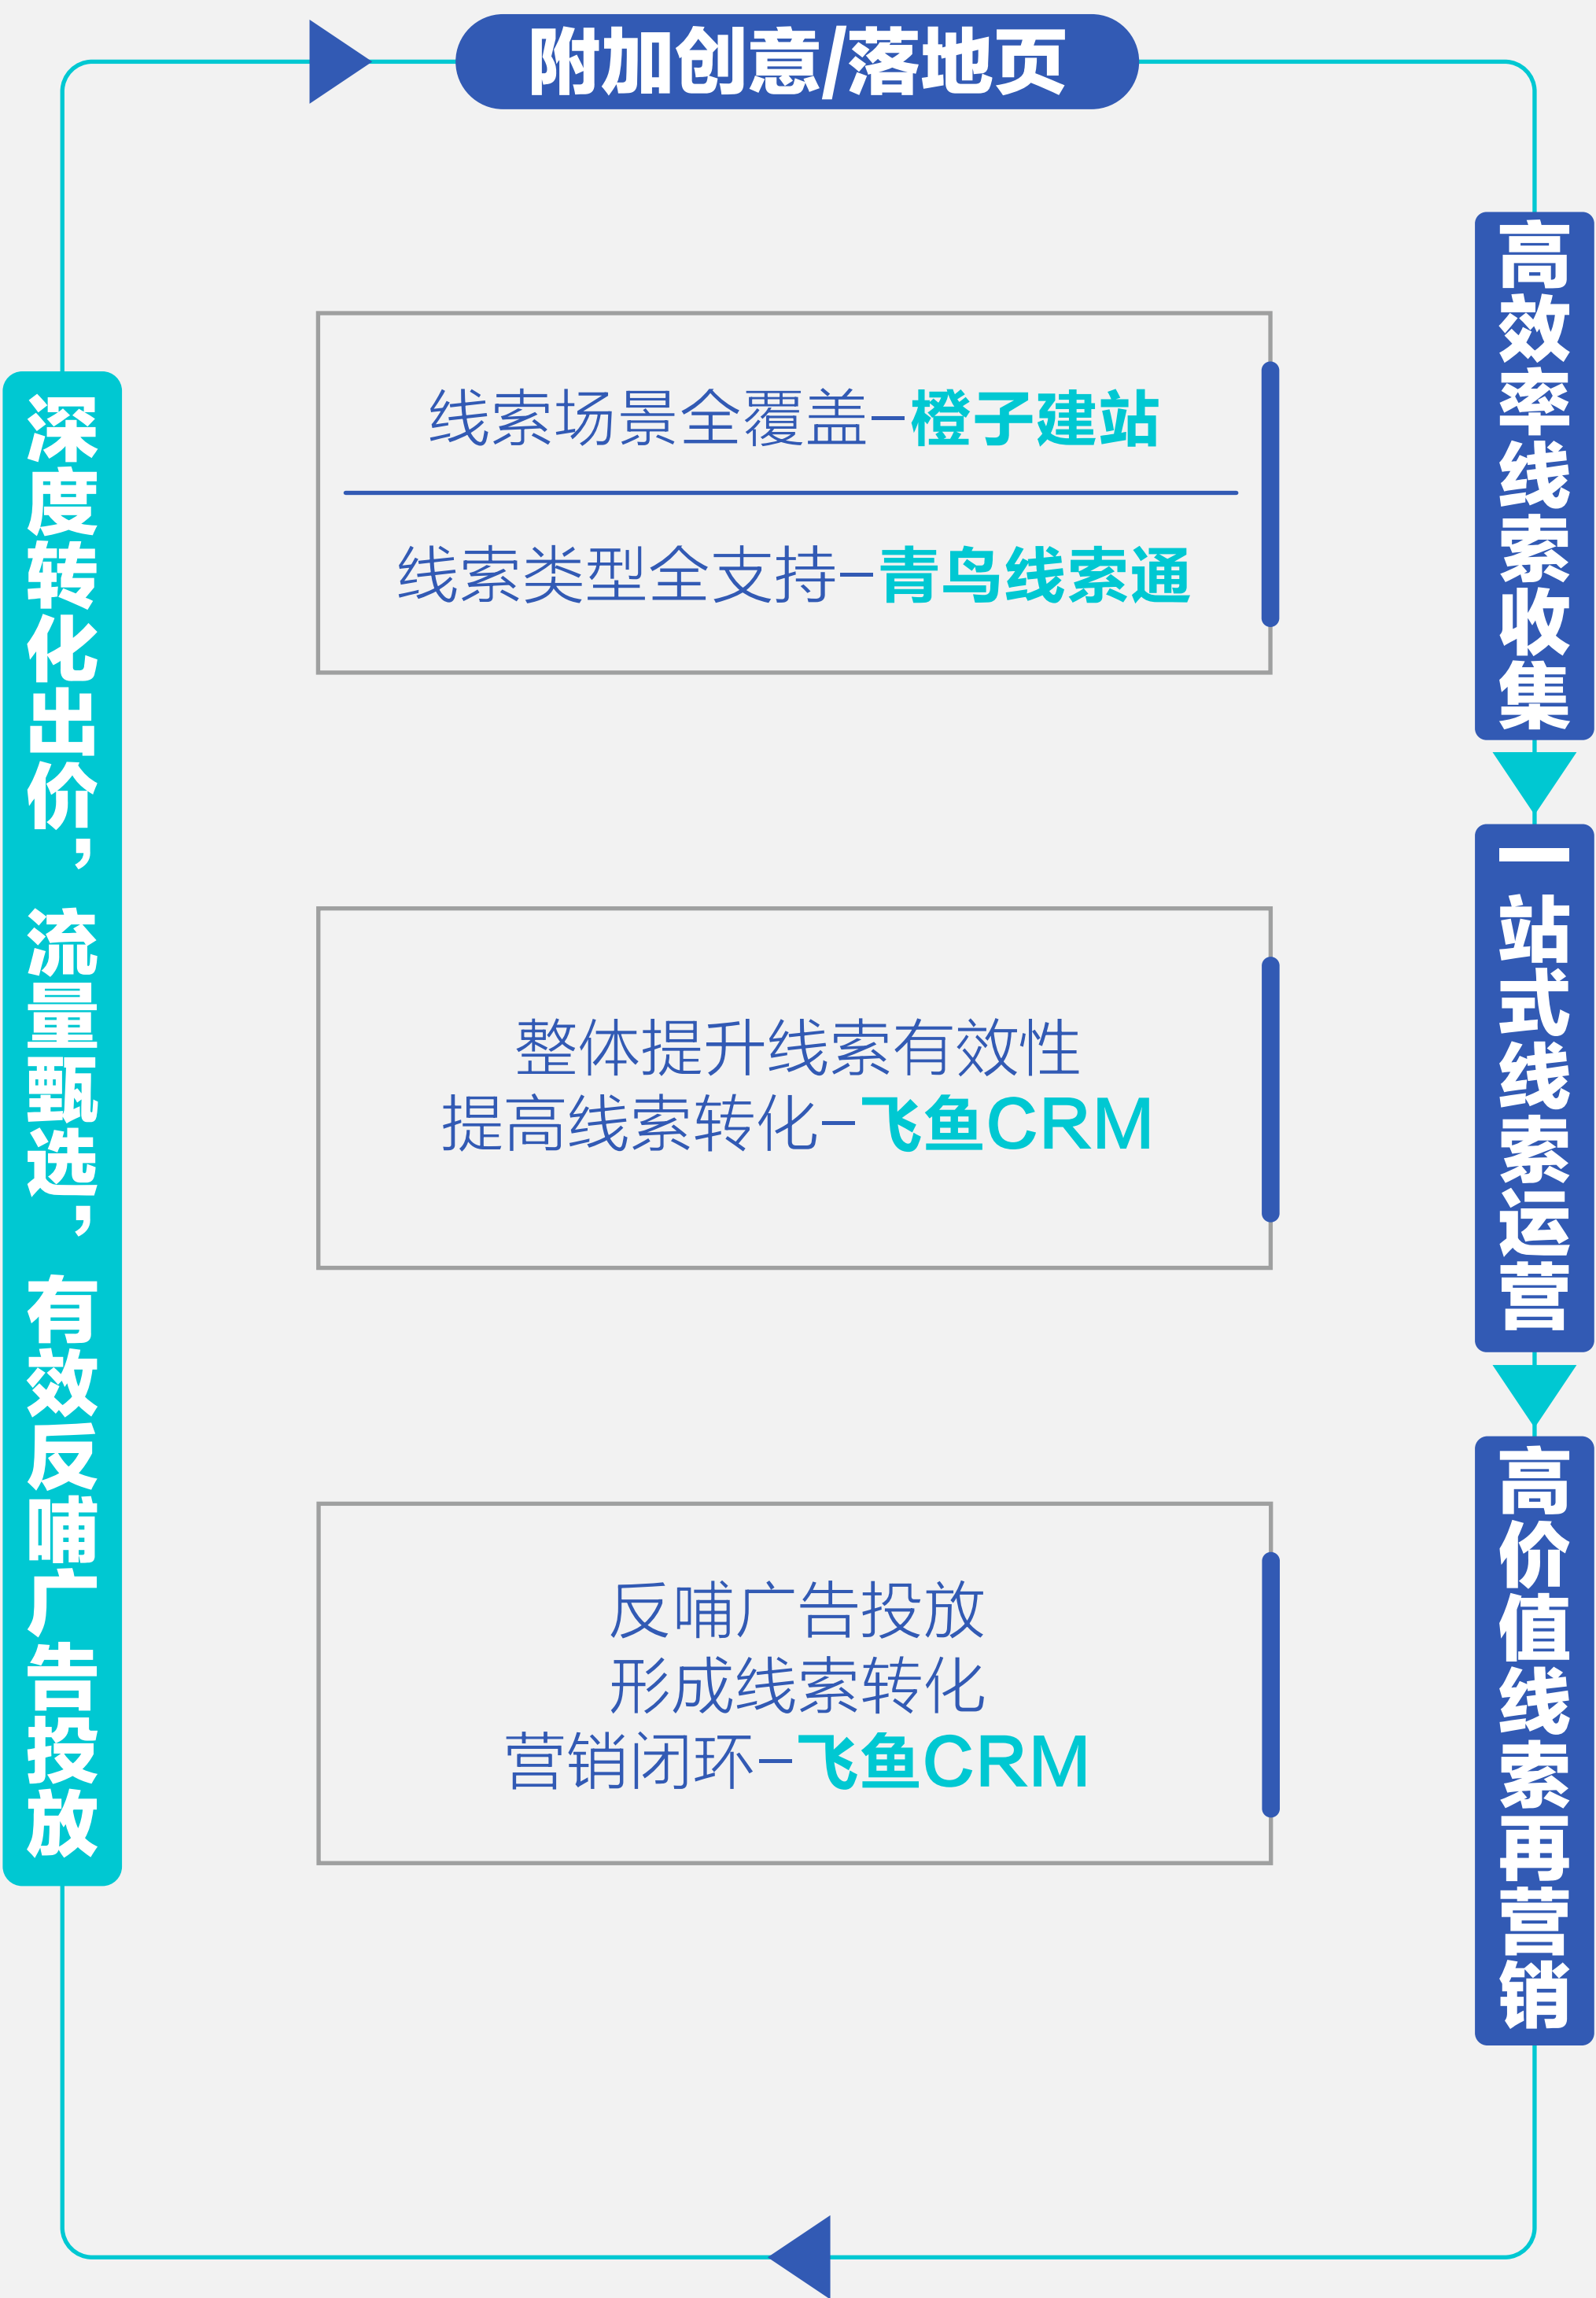 附加创意/落地页
高效多样线索收集
线索场景全覆盖—橙子建站
线索类型全支持—青鸟线索通
一站式线索运营
整体提升线索有效性
提高线索转化—飞鱼CRM
高价值线索再营销
反哺广告投放
形成线索转化
营销闭环—飞鱼CRM
深度转化出价，流量甄选，有效反哺广告投放